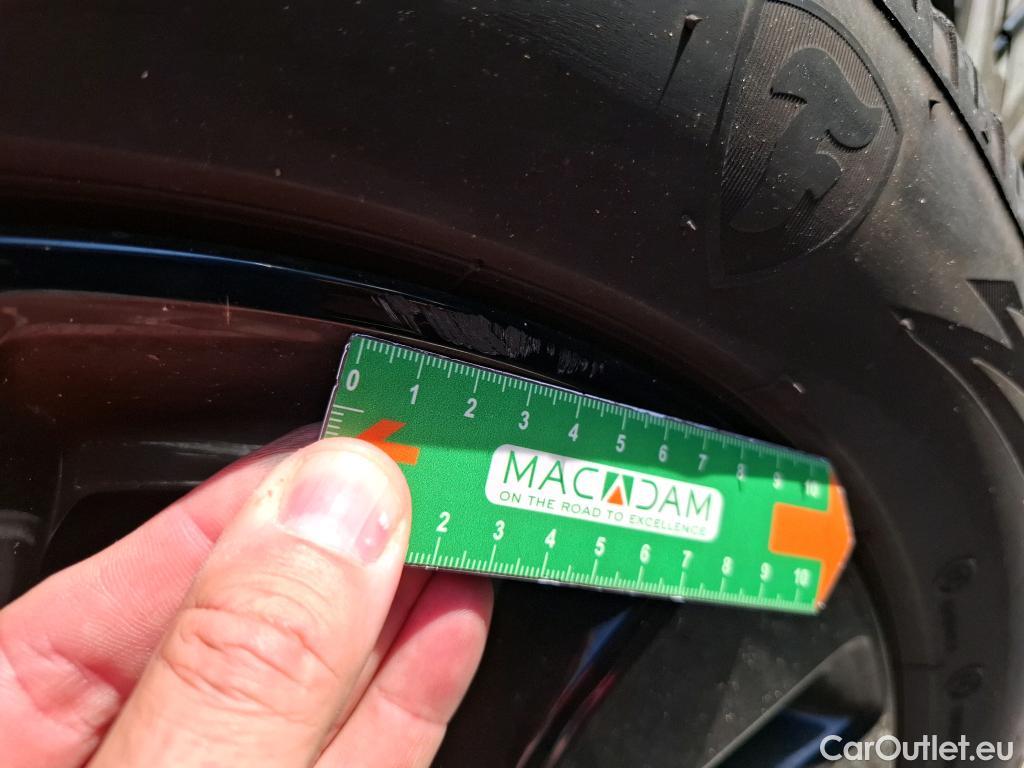 0 1 2 3 4 5 6 7 8 9 10
MACADAM
ON THE ROAD TO EXCELLENCE
2 3 4 5 6 7 8 9 10
CarOutlet.eu